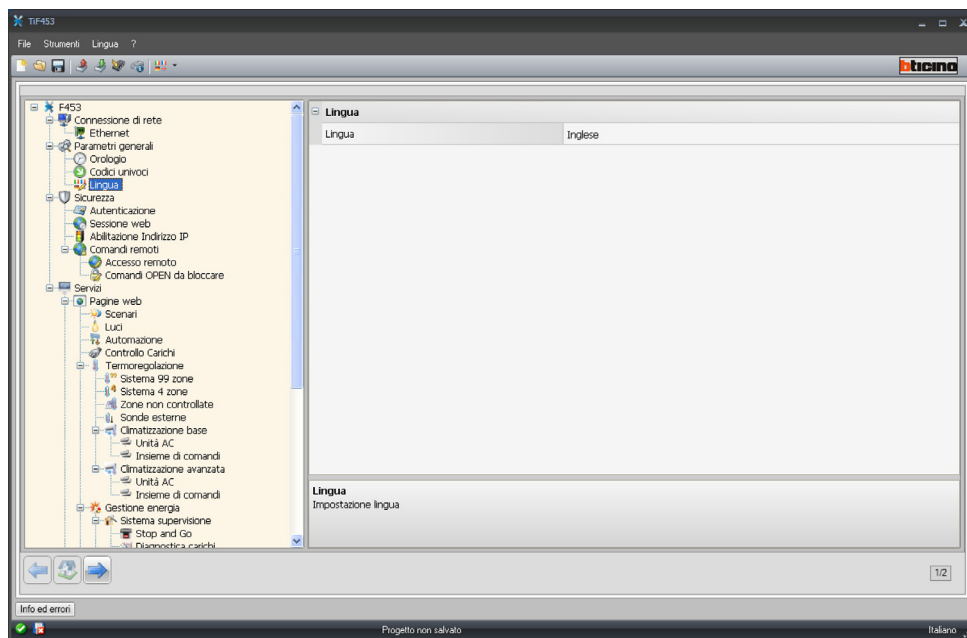 TiF453
File Strumenti Lingua ?
bticino
F453
Connessione di rete
Ethernet
Parametri generali
Orologio
Codici univoci
Lingua
Sicurezza
Autenticazione
Sessione web
Abilitazione Indirizzo IP
Comandi remoti
Accesso remoto
Comandi OPEN da bloccare
Servizi
Pagine web
Scenari
Luci
Automazione
Controllo Carichi
Termoregolazione
Sistema 99 zone
Sistema 4 zone
Zone non controllate
Sonde esterne
Climatizzazione base
Unità AC
Insieme di comandi
Climatizzazione avanzata
Unità AC
Insieme di comandi
Gestione energia
Sistema supervisione
Stop and Go
Diagnostica carichi
Lingua
Lingua Inglese
Lingua
Impostazione lingua
1/2
Info ed errori
Progetto non salvato
Italiano